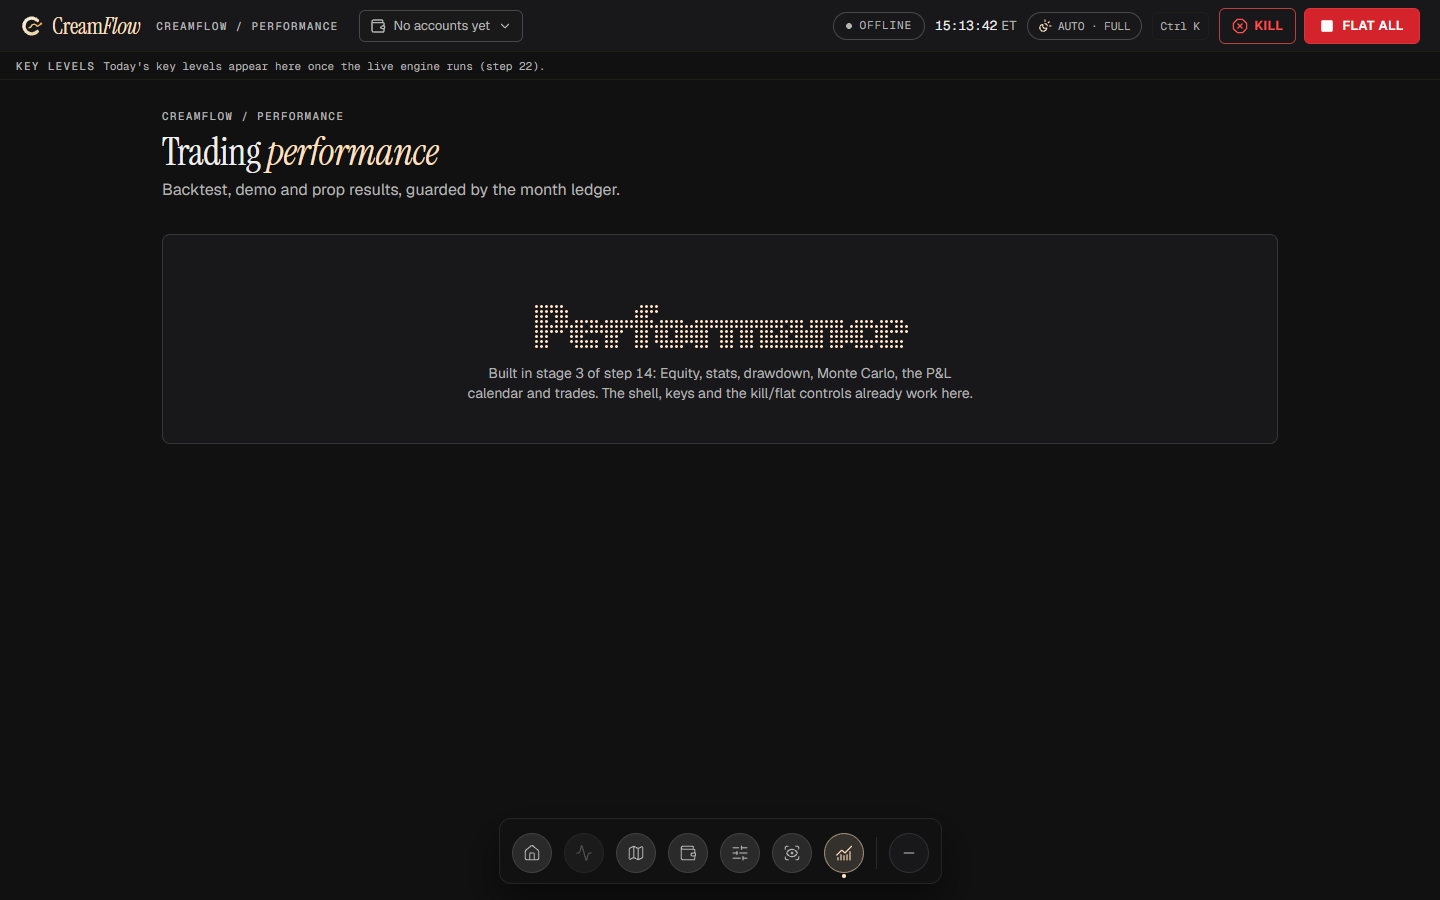 CreamFlow CREAMFLOW / PERFORMANCE No accounts yet OFFLINE 15:13:42 ET AUTO · FULL Ctrl K KILL FLAT ALL
KEY LEVELS Today's key levels appear here once the live engine runs (step 22).
CREAMFLOW / PERFORMANCE
Trading performance
Backtest, demo and prop results, guarded by the month ledger.
Performance
Built in stage 3 of step 14: Equity, stats, drawdown, Monte Carlo, the P&L
calendar and trades. The shell, keys and the kill/flat controls already work here.